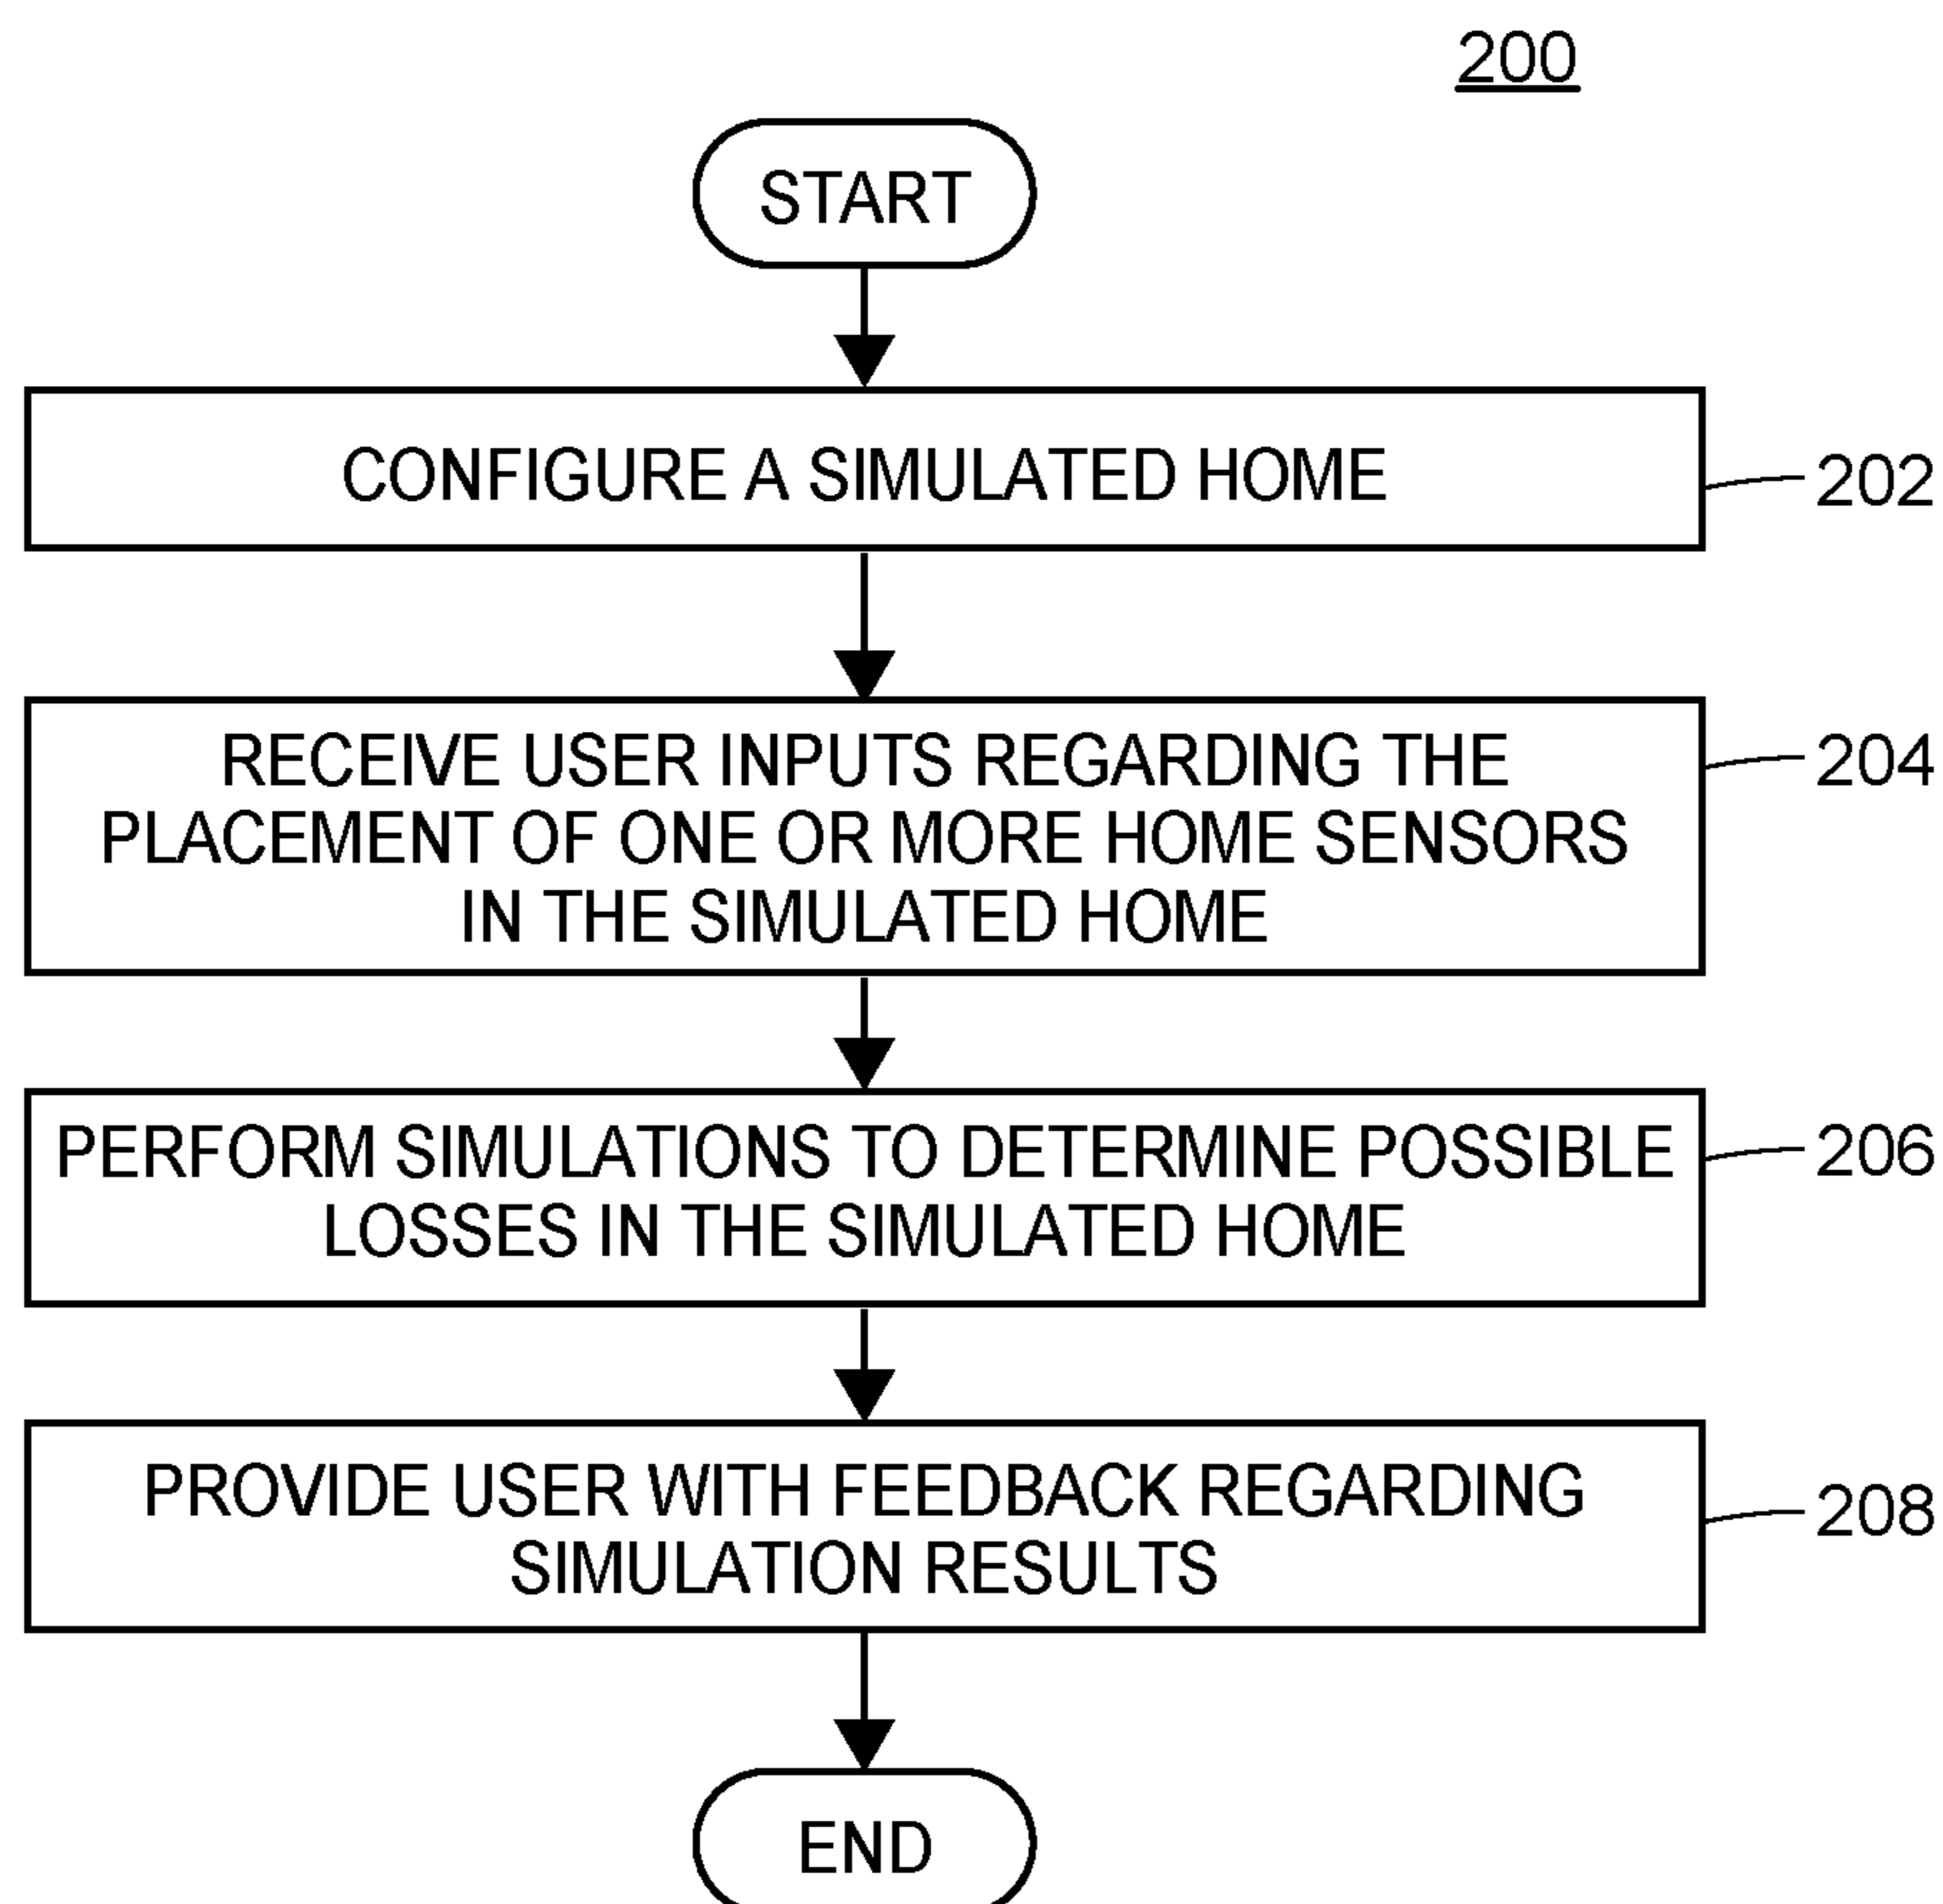 200
START
CONFIGURE A SIMULATED HOME
202
RECEIVE USER INPUTS REGARDING THE
PLACEMENT OF ONE OR MORE HOME SENSORS
IN THE SIMULATED HOME
204
PERFORM SIMULATIONS TO DETERMINE POSSIBLE
LOSSES IN THE SIMULATED HOME
206
PROVIDE USER WITH FEEDBACK REGARDING
SIMULATION RESULTS
208
END